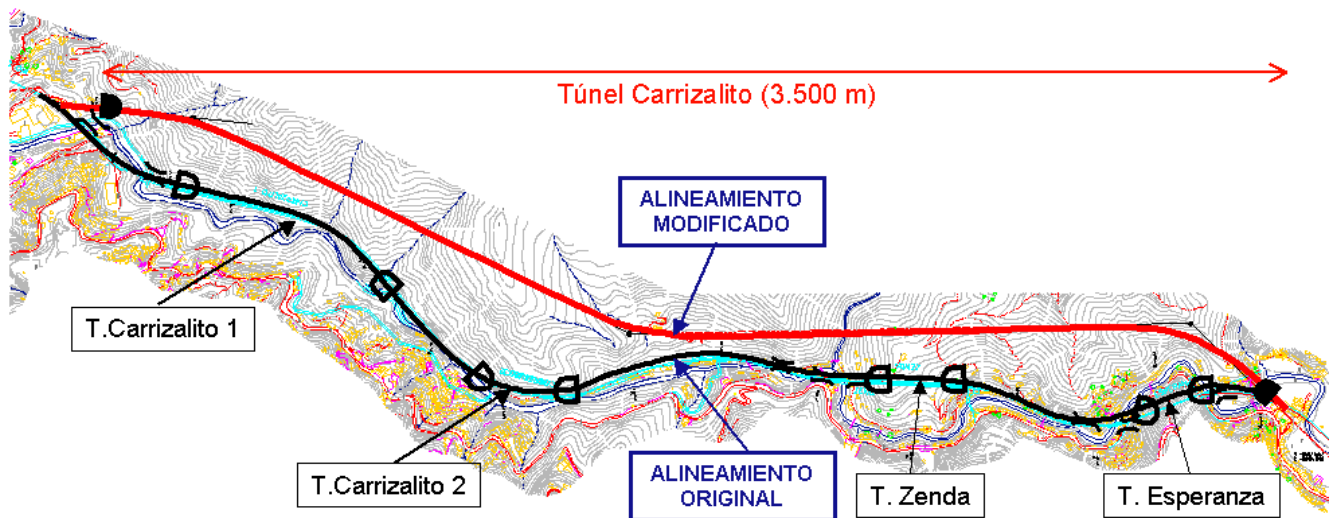 Túnel Carrizalito (3.500 m)
ALINEAMIENTO
MODIFICADO
T.Carrizalito 1
T.Carrizalito 2
ALINEAMIENTO
ORIGINAL
T. Zenda
T. Esperanza